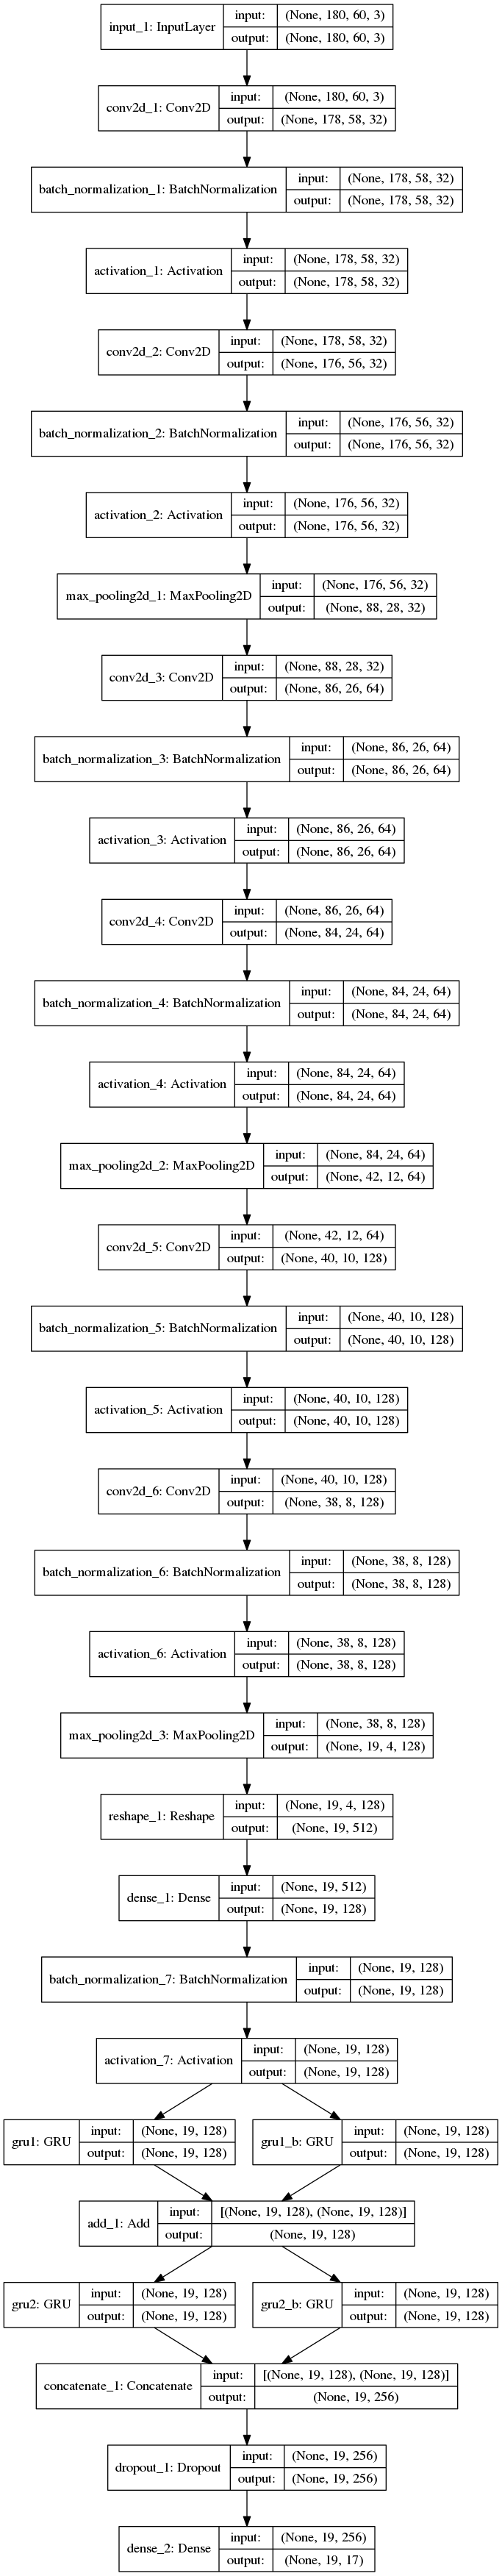 input_1: InputLayer
input: (None, 180, 60, 3)
output: (None, 180, 60, 3)
conv2d_1: Conv2D
input: (None, 180, 60, 3)
output: (None, 178, 58, 32)
batch_normalization_1: BatchNormalization
input: (None, 178, 58, 32)
output: (None, 178, 58, 32)
activation_1: Activation
input: (None, 178, 58, 32)
output: (None, 178, 58, 32)
conv2d_2: Conv2D
input: (None, 178, 58, 32)
output: (None, 176, 56, 32)
batch_normalization_2: BatchNormalization
input: (None, 176, 56, 32)
output: (None, 176, 56, 32)
activation_2: Activation
input: (None, 176, 56, 32)
output: (None, 176, 56, 32)
max_pooling2d_1: MaxPooling2D
input: (None, 176, 56, 32)
output: (None, 88, 28, 32)
conv2d_3: Conv2D
input: (None, 88, 28, 32)
output: (None, 86, 26, 64)
batch_normalization_3: BatchNormalization
input: (None, 86, 26, 64)
output: (None, 86, 26, 64)
activation_3: Activation
input: (None, 86, 26, 64)
output: (None, 86, 26, 64)
conv2d_4: Conv2D
input: (None, 86, 26, 64)
output: (None, 84, 24, 64)
batch_normalization_4: BatchNormalization
input: (None, 84, 24, 64)
output: (None, 84, 24, 64)
activation_4: Activation
input: (None, 84, 24, 64)
output: (None, 84, 24, 64)
max_pooling2d_2: MaxPooling2D
input: (None, 84, 24, 64)
output: (None, 42, 12, 64)
conv2d_5: Conv2D
input: (None, 42, 12, 64)
output: (None, 40, 10, 128)
batch_normalization_5: BatchNormalization
input: (None, 40, 10, 128)
output: (None, 40, 10, 128)
activation_5: Activation
input: (None, 40, 10, 128)
output: (None, 40, 10, 128)
conv2d_6: Conv2D
input: (None, 40, 10, 128)
output: (None, 38, 8, 128)
batch_normalization_6: BatchNormalization
input: (None, 38, 8, 128)
output: (None, 38, 8, 128)
activation_6: Activation
input: (None, 38, 8, 128)
output: (None, 38, 8, 128)
max_pooling2d_3: MaxPooling2D
input: (None, 38, 8, 128)
output: (None, 19, 4, 128)
reshape_1: Reshape
input: (None, 19, 4, 128)
output: (None, 19, 512)
dense_1: Dense
input: (None, 19, 512)
output: (None, 19, 128)
batch_normalization_7: BatchNormalization
input: (None, 19, 128)
output: (None, 19, 128)
activation_7: Activation
input: (None, 19, 128)
output: (None, 19, 128)
gru1: GRU
input: (None, 19, 128)
output: (None, 19, 128)
gru1_b: GRU
input: (None, 19, 128)
output: (None, 19, 128)
add_1: Add
input: [(None, 19, 128), (None, 19, 128)]
output: (None, 19, 128)
gru2: GRU
input: (None, 19, 128)
output: (None, 19, 128)
gru2_b: GRU
input: (None, 19, 128)
output: (None, 19, 128)
concatenate_1: Concatenate
input: [(None, 19, 128), (None, 19, 128)]
output: (None, 19, 256)
dropout_1: Dropout
input: (None, 19, 256)
output: (None, 19, 256)
dense_2: Dense
input: (None, 19, 256)
output: (None, 19, 17)